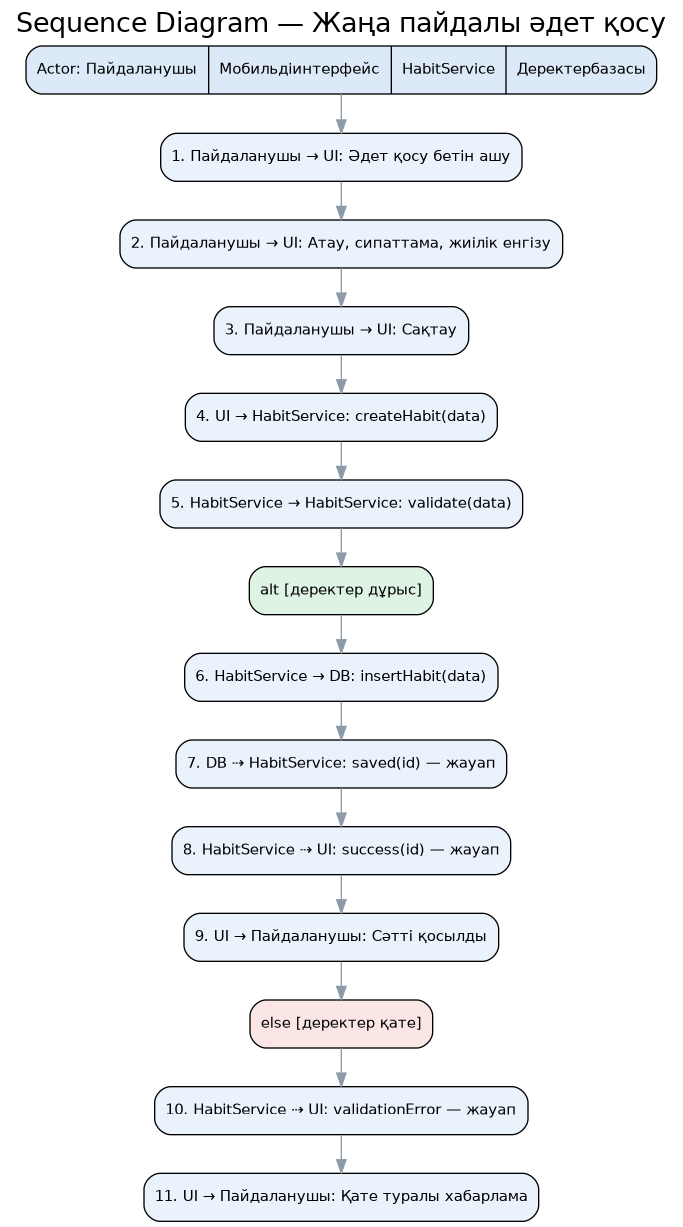 Sequence Diagram — Жаңа пайдалы әдет қосу
Actor: Пайдаланушы
Мобильдіинтерфейс
HabitService
Деректербазасы
1. Пайдаланушы → UI: Әдет қосу бетін ашу
2. Пайдаланушы → UI: Атау, сипаттама, жиілік енгізу
3. Пайдаланушы → UI: Сақтау
4. UI → HabitService: createHabit(data)
5. HabitService → HabitService: validate(data)
alt [деректер дұрыс]
6. HabitService → DB: insertHabit(data)
7. DB ⇢ HabitService: saved(id) — жауап
8. HabitService ⇢ UI: success(id) — жауап
9. UI → Пайдаланушы: Сәтті қосылды
else [деректер қате]
10. HabitService ⇢ UI: validationError — жауап
11. UI → Пайдаланушы: Қате туралы хабарлама